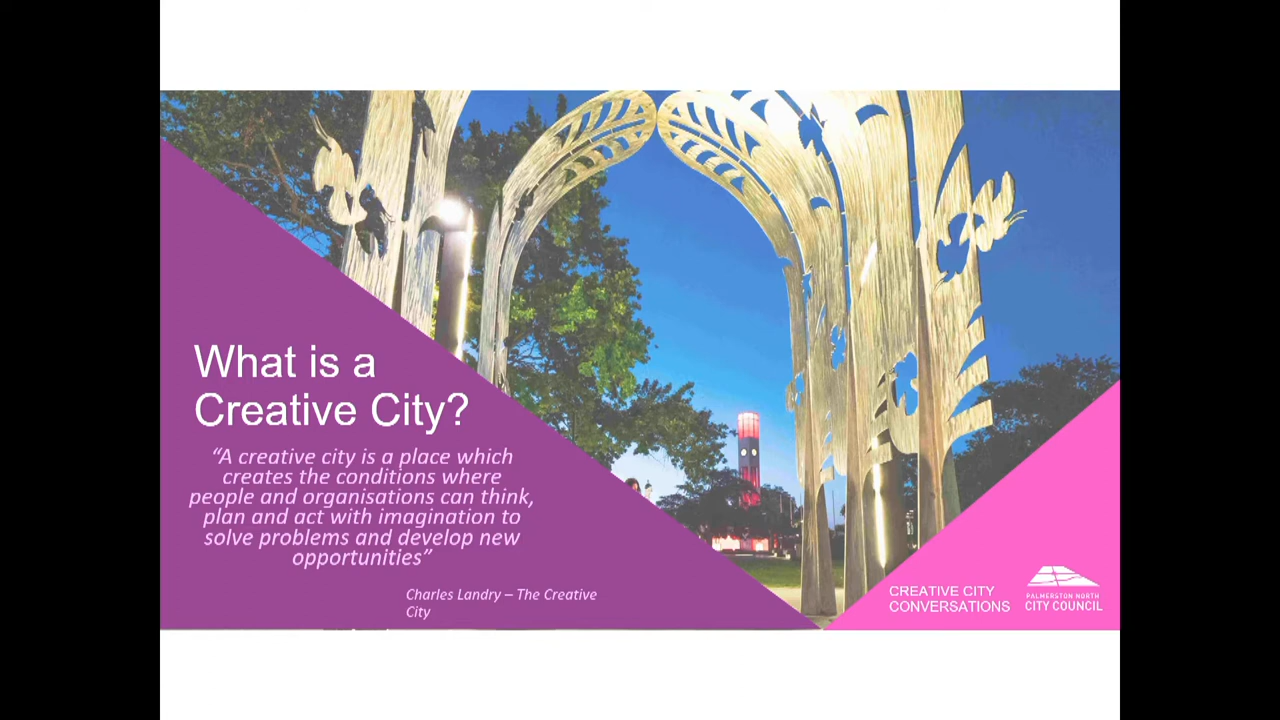 What is a
Creative City?
“A creative city is a place which
creates the conditions where
people and organisations can think,
plan and act with imagination to
solve problems and develop new
opportunities”
Charles Landry – The Creative
City
CREATIVE CITY
CONVERSATIONS
PALMERSTON NORTH
CITY COUNCIL